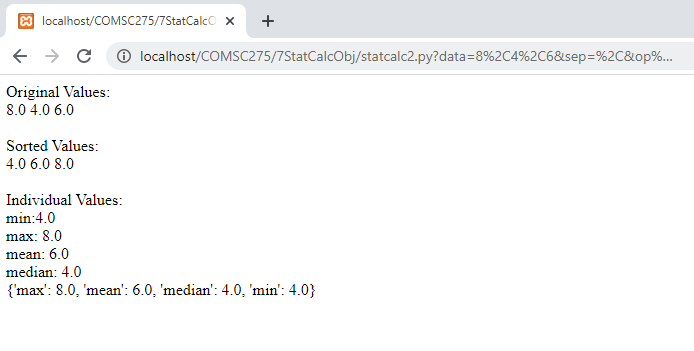 localhost/COMSC275/7StatCalcO
localhost/COMSC275/7StatCalcObj/statcalc2.py?data=8%2C4%2C6&sep=%2C&op%...
Original Values:
8.0 4.0 6.0
Sorted Values:
4.0 6.0 8.0
Individual Values:
min:4.0
max: 8.0
mean: 6.0
median: 4.0
{'max': 8.0, 'mean': 6.0, 'median': 4.0, 'min': 4.0}